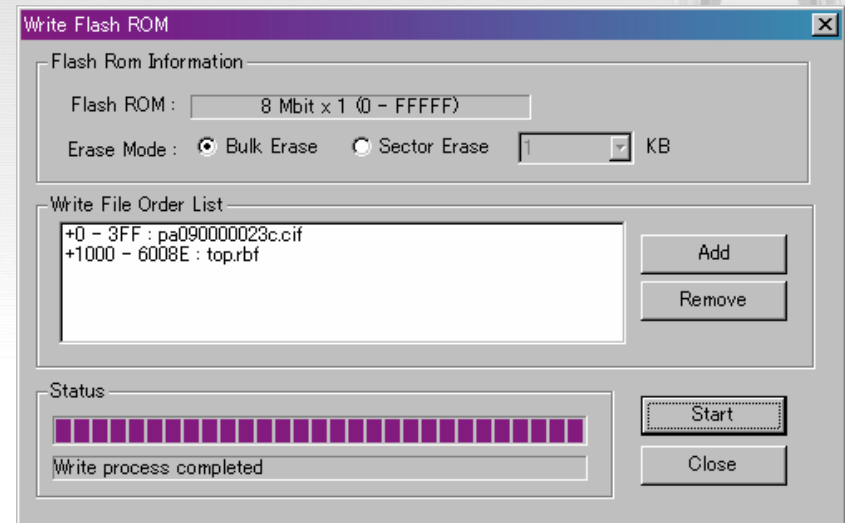 Write Flash ROM
Flash Rom Information
Flash ROM : 8 Mbit x 1 (0 - FFFFF)
Erase Mode : Bulk Erase Sector Erase 1 KB
Write File Order List
+0 - 3FF : pa090000023c.cif
+1000 - 6008E : top.rbf
Add
Remove
Status
Write process completed
Start
Close